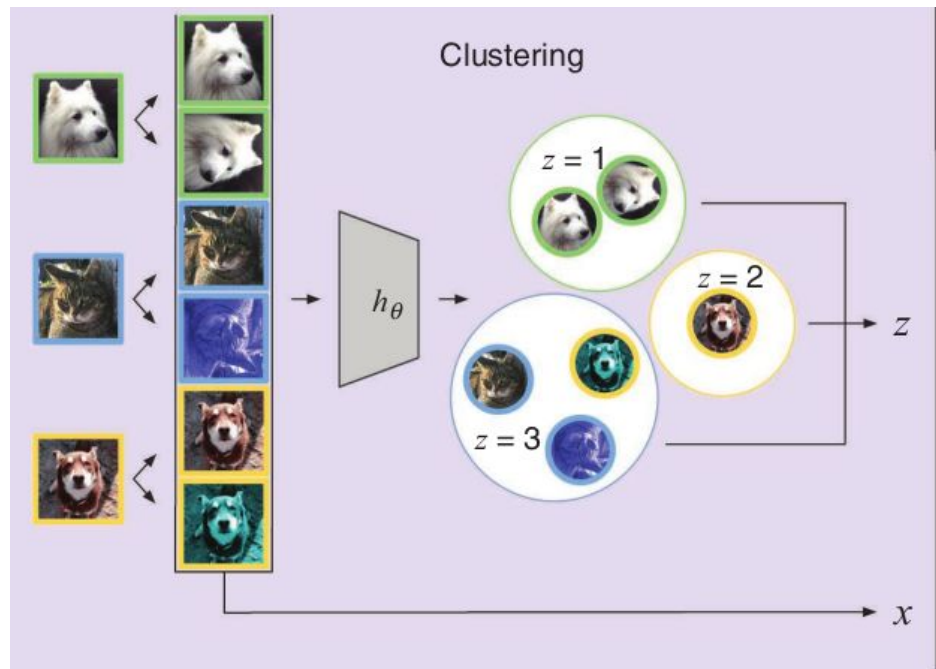 Clustering
z = 1
z = 2
hθ
z
z = 3
x